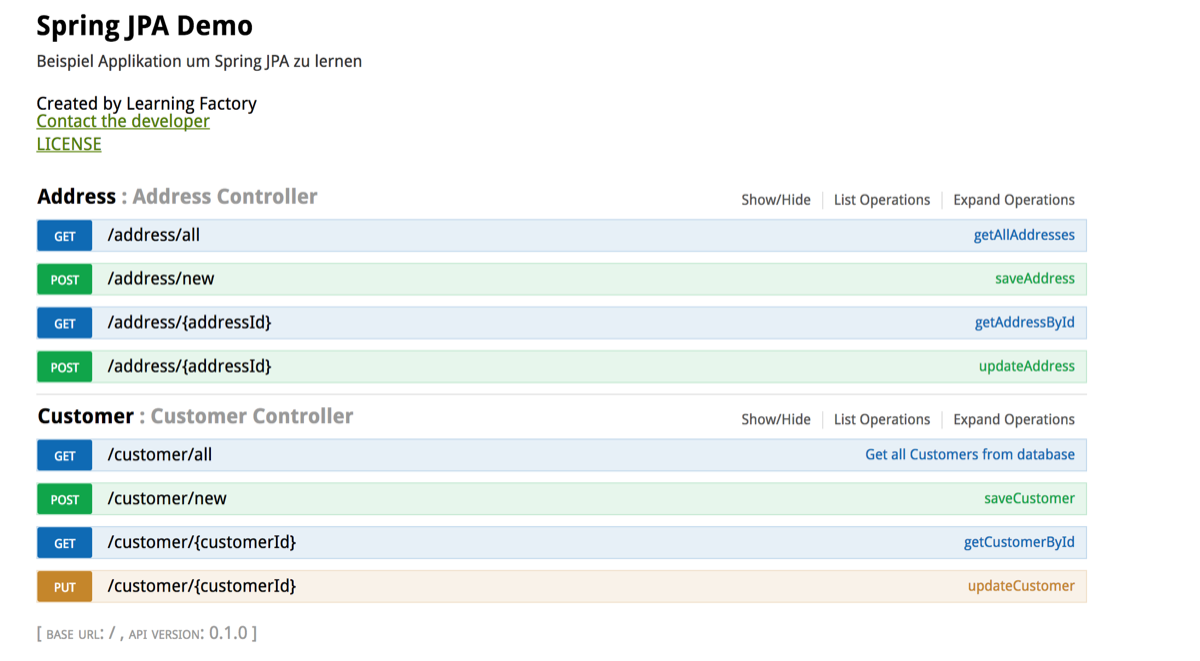 Spring JPA Demo
Beispiel Applikation um Spring JPA zu lernen
Created by Learning Factory
Contact the developer
LICENSE
Address : Address Controller Show/Hide List Operations Expand Operations
GET /address/all getAllAddresses
POST /address/new saveAddress
GET /address/{addressId} getAddressById
POST /address/{addressId} updateAddress
Customer : Customer Controller Show/Hide List Operations Expand Operations
GET /customer/all Get all Customers from database
POST /customer/new saveCustomer
GET /customer/{customerId} getCustomerById
PUT /customer/{customerId} updateCustomer
[ BASE URL: / , API VERSION: 0.1.0 ]